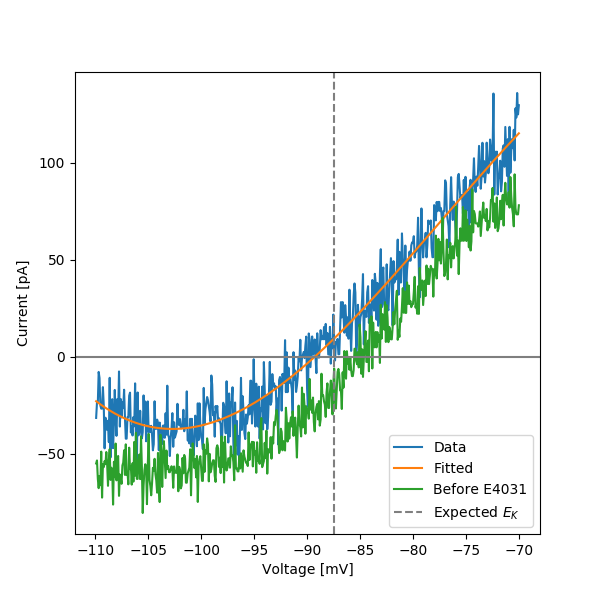 100
50
0
−50
Current [pA]
−110 −105 −100 −95 −90 −85 −80 −75 −70
Voltage [mV]
Data
Fitted
Before E4031
Expected $E_K$